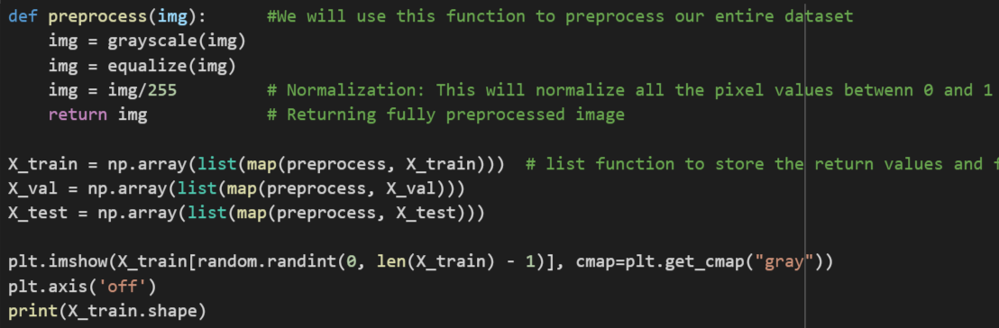 def preprocess(img):      #We will use this function to preprocess our entire dataset
    img = grayscale(img)
    img = equalize(img)
    img = img/255         # Normalization: This will normalize all the pixel values betwenn 0 and 1
    return img            # Returning fully preprocessed image
X_train = np.array(list(map(preprocess, X_train)))  # list function to store the return values and
X_val = np.array(list(map(preprocess, X_val)))
X_test = np.array(list(map(preprocess, X_test)))
plt.imshow(X_train[random.randint(0, len(X_train) - 1)], cmap=plt.get_cmap("gray"))
plt.axis('off')
print(X_train.shape)